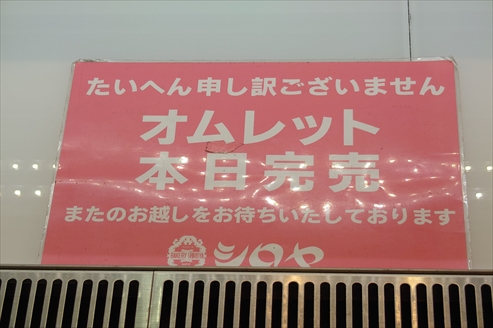 たいへん申し訳ございません
オムレット
本日完売
またのお越しをお待ちいたしております
シロヤ